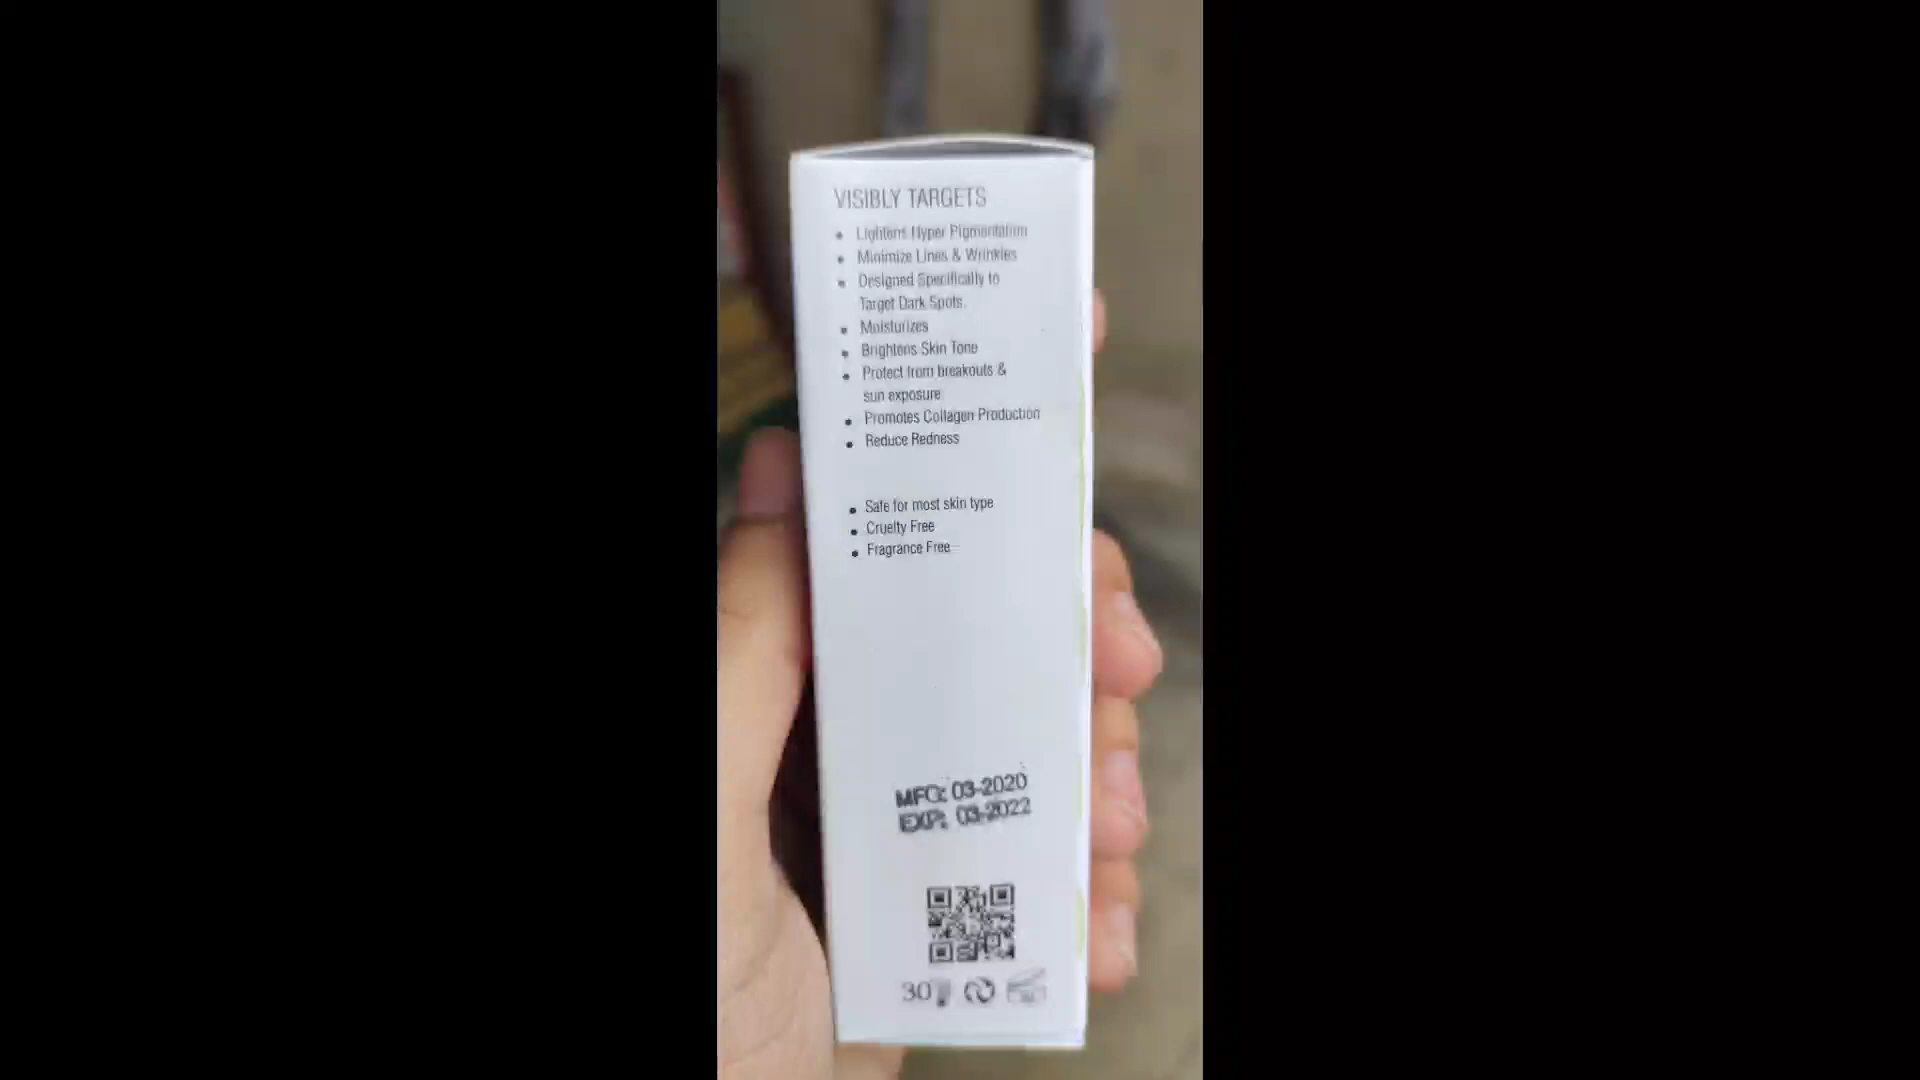 VISIBLY TARGETS
• Lightens Hyper Pigmentation
• Minimize Lines & Wrinkles
• Designed Specifically to
Target Dark Spots.
• Moisturizes
• Brightens Skin Tone
• Protect from breakouts &
sun exposure
• Promotes Collagen Production
• Reduce Redness
• Safe for most skin type
• Cruelty Free
• Fragrance Free
MFG: 03-2020
EXP: 03-2022
30